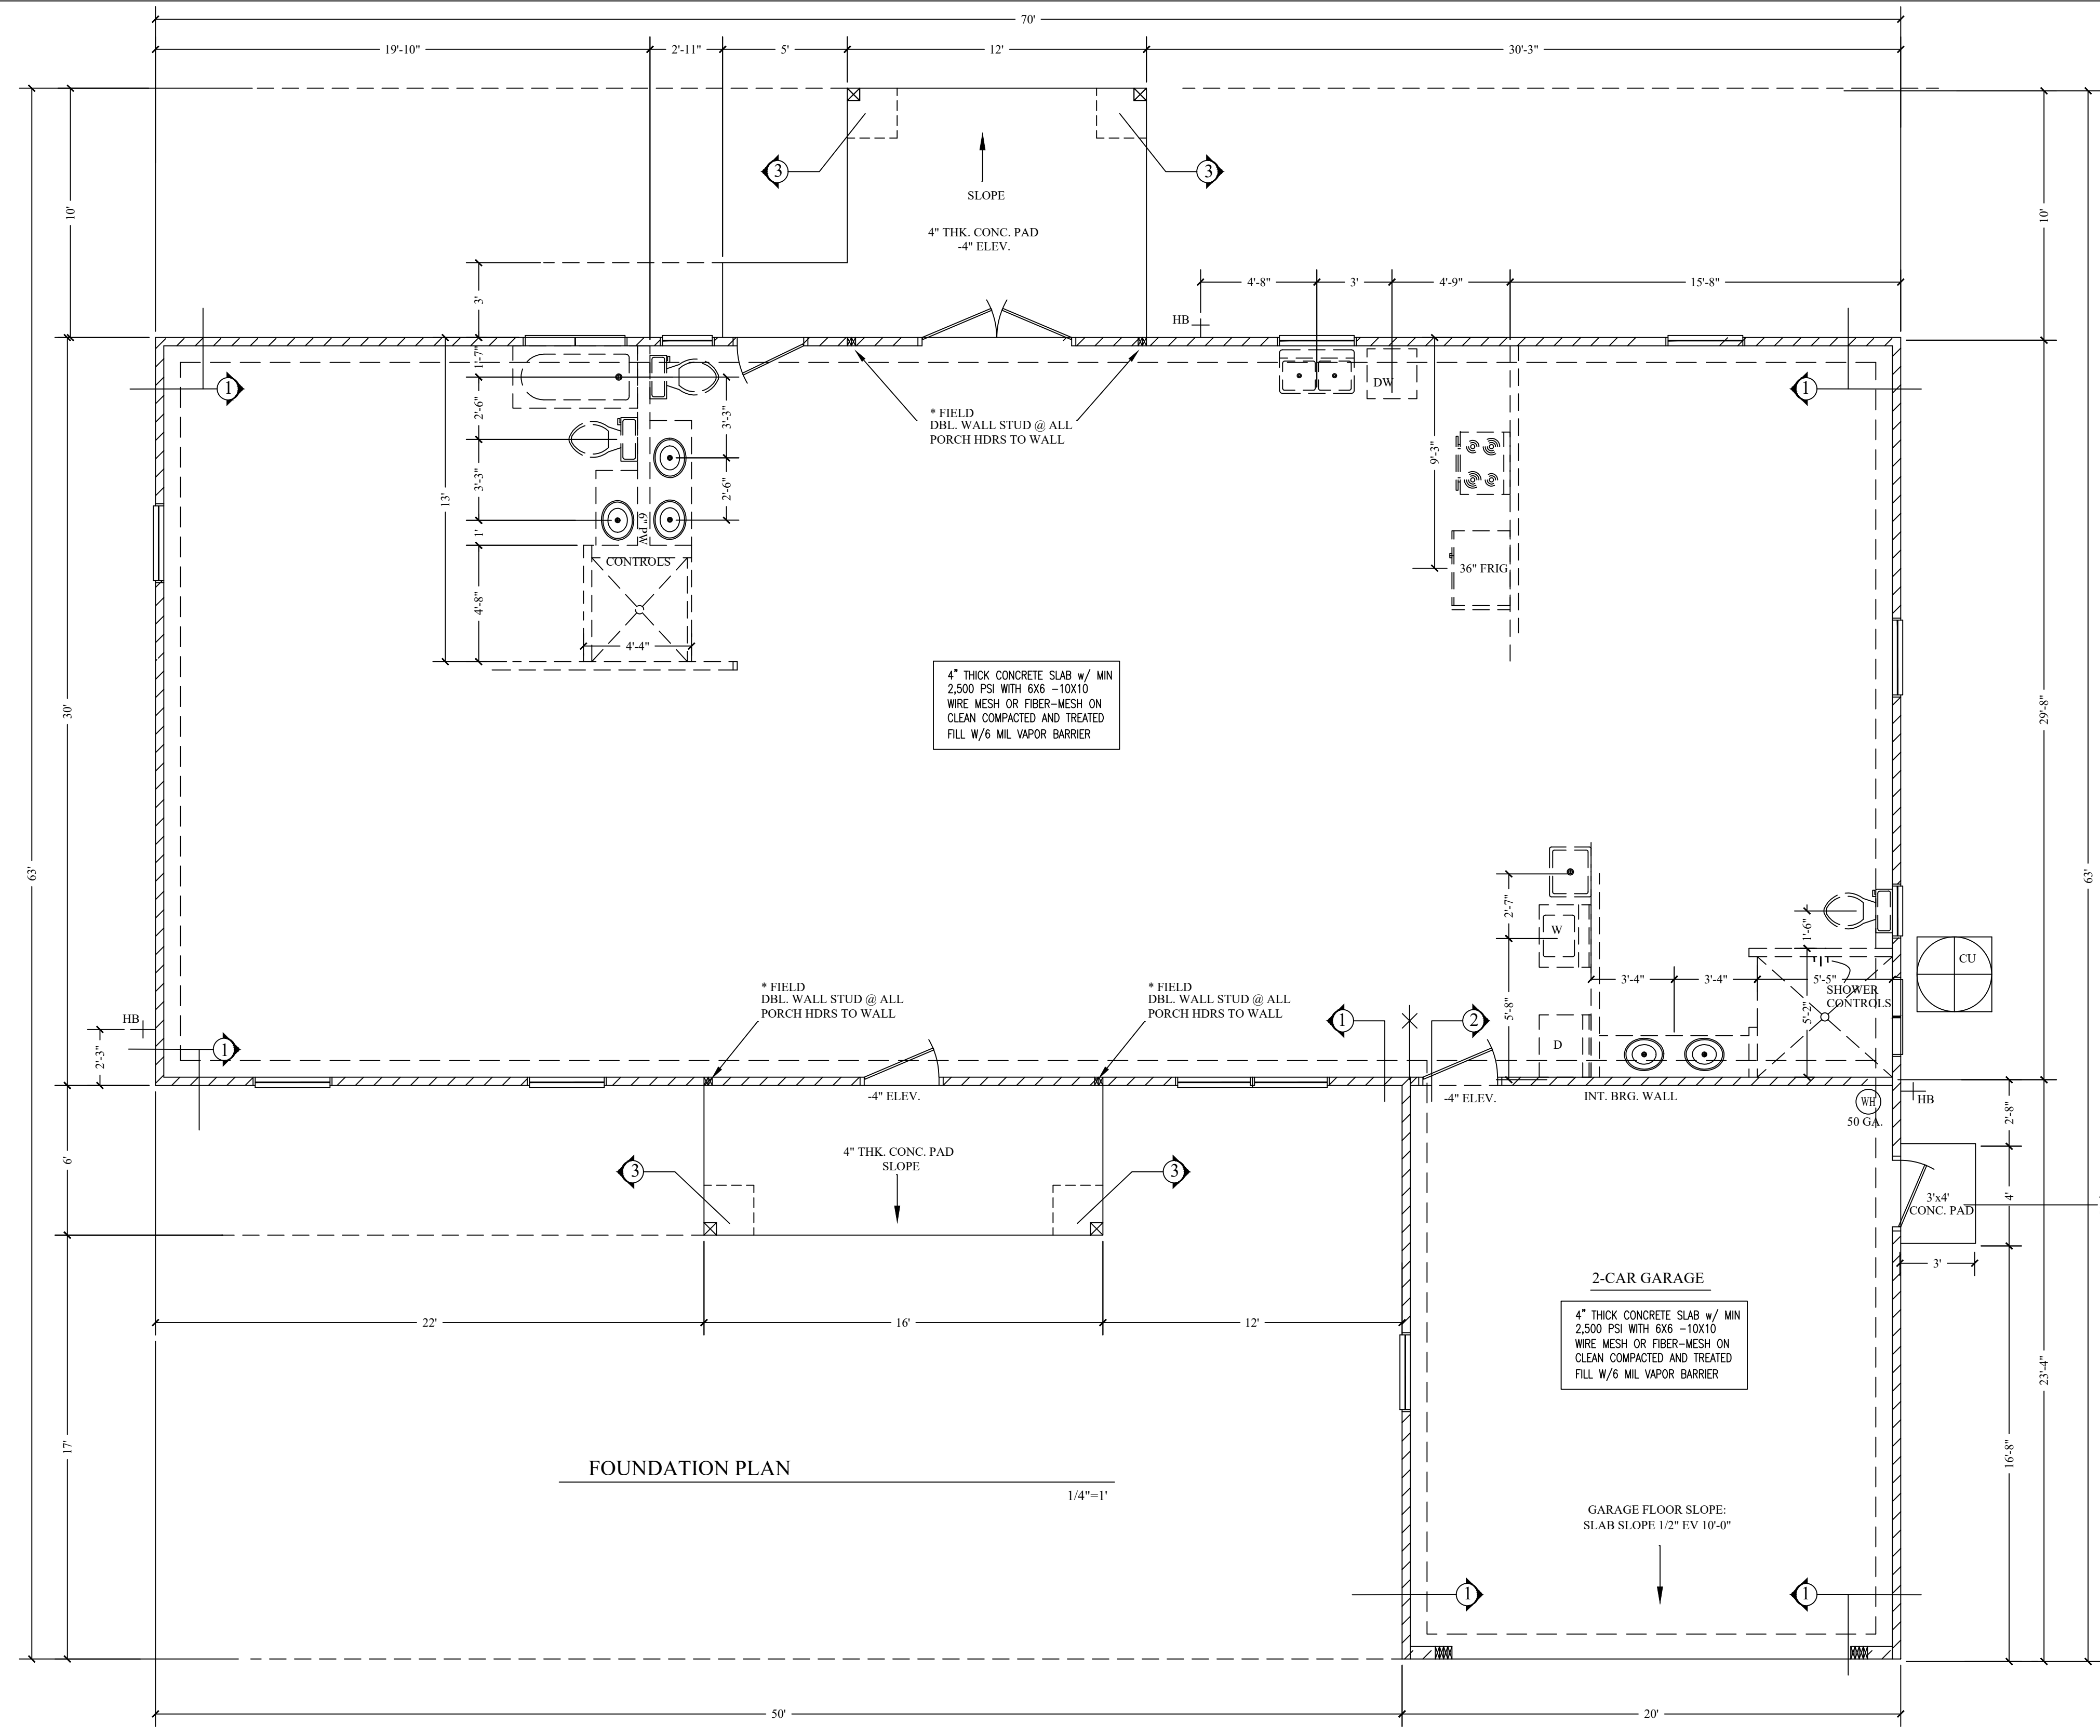 70'
19'-10"
2'-11"
5'
12'
30'-3"
3
3
SLOPE
4" THK. CONC. PAD
-4" ELEV.
10'
10'
3'
4'-8"
3'
4'-9"
15'-8"
HB
1'-7"
1
1
DW
2'-6"
3'-3"
* FIELD
DBL. WALL STUD @ ALL
PORCH HDRS TO WALL
9'-3"
3'-3"
13'
2'-6"
1'
6" PW
CONTROLS
36" FRIG
4'-8"
4'-4"
4" THICK CONCRETE SLAB w/ MIN
2,500 PSI WITH 6X6 -10X10
WIRE MESH OR FIBER-MESH ON
CLEAN COMPACTED AND TREATED
FILL W/6 MIL VAPOR BARRIER
30'
29'-8"
63'
63'
2'-7"
W
1'-6"
CU
3'-4"
3'-4"
5'-5"
SHOWER
CONTROLS
* FIELD
DBL. WALL STUD @ ALL
PORCH HDRS TO WALL
* FIELD
DBL. WALL STUD @ ALL
PORCH HDRS TO WALL
5'-8"
5'-2"
HB
1
2
2'-3"
1
D
-4" ELEV.
-4" ELEV.
INT. BRG. WALL
WH
HB
50 GA.
2'-8"
4" THK. CONC. PAD
SLOPE
6'
3
3
3'x4'
CONC. PAD
4'
3'
2-CAR GARAGE
4" THICK CONCRETE SLAB w/ MIN
2,500 PSI WITH 6X6 -10X10
WIRE MESH OR FIBER-MESH ON
CLEAN COMPACTED AND TREATED
FILL W/6 MIL VAPOR BARRIER
22'
16'
12'
23'-4"
17'
16'-8"
FOUNDATION PLAN
1/4"=1'
GARAGE FLOOR SLOPE:
SLAB SLOPE 1/2" EV 10'-0"
1
1
50'
20'